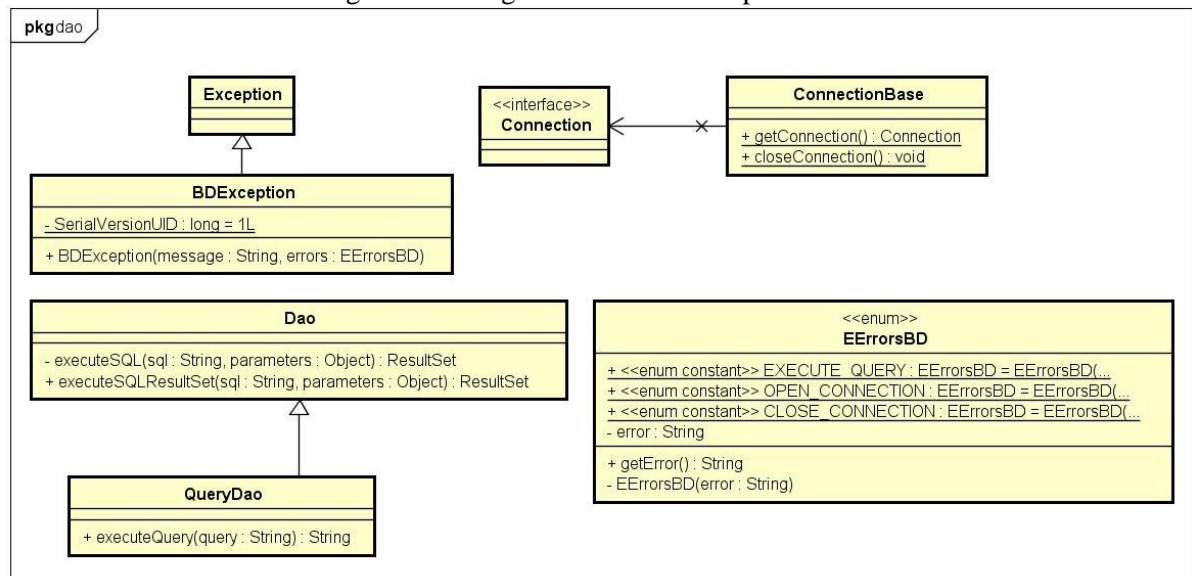 pkg dao
Exception
<<interface>>
Connection
ConnectionBase
+ getConnection() : Connection
+ closeConnection() : void
BDException
- SerialVersionUID : long = 1L
+ BDException(message : String, errors : EErrorsBD)
Dao
- executeSQL(sql : String, parameters : Object) : ResultSet
+ executeSQLResultSet(sql : String, parameters : Object) : ResultSet
<<enum>>
EErrorsBD
+ <<enum constant>> EXECUTE_QUERY : EErrorsBD = EErrorsBD(...
+ <<enum constant>> OPEN_CONNECTION : EErrorsBD = EErrorsBD(...
+ <<enum constant>> CLOSE_CONNECTION : EErrorsBD = EErrorsBD(...
- error : String
+ getError() : String
- EErrorsBD(error : String)
QueryDao
+ executeQuery(query : String) : String